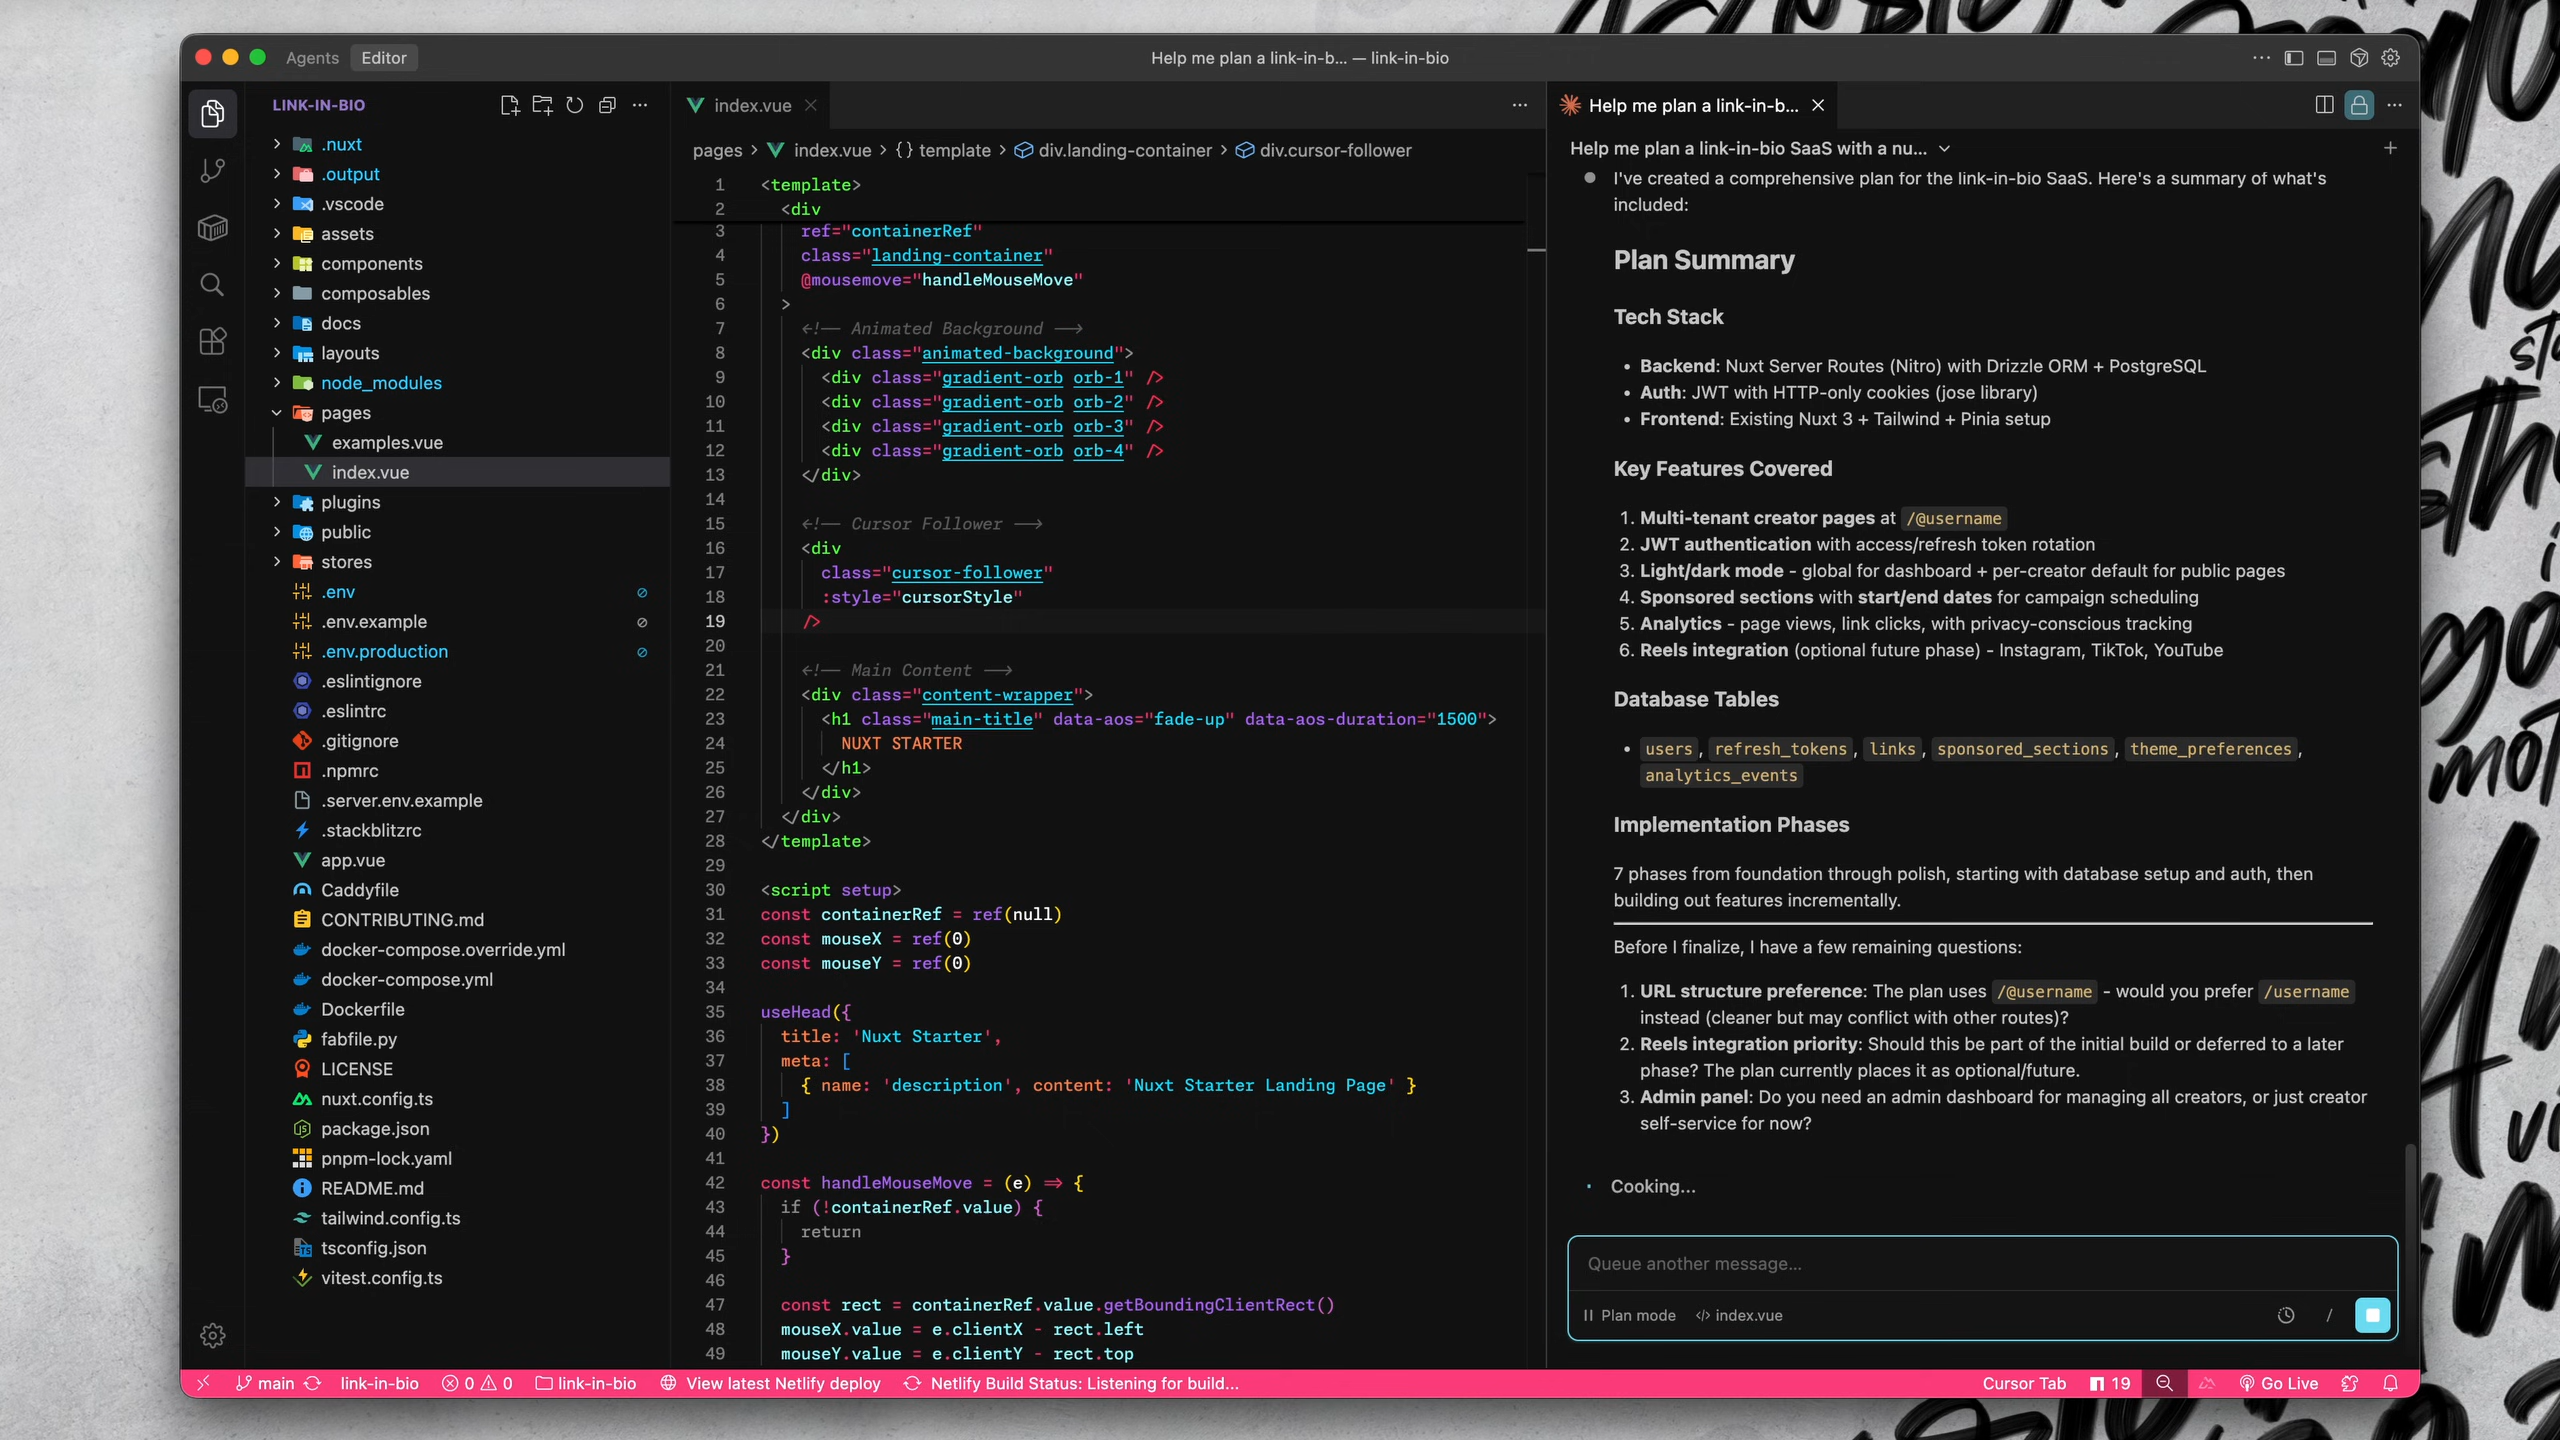 Agents Editor
Help me plan a link-in-b... — link-in-bio
LINK-IN-BIO
.nuxt
.output
.vscode
assets
components
composables
docs
layouts
node_modules
pages
examples.vue
index.vue
plugins
public
stores
.env
.env.example
.env.production
.eslintignore
.eslintrc
.gitignore
.npmrc
.server.env.example
.stackblitzrc
app.vue
Caddyfile
CONTRIBUTING.md
docker-compose.override.yml
docker-compose.yml
Dockerfile
fabfile.py
LICENSE
nuxt.config.ts
package.json
pnpm-lock.yaml
README.md
tailwind.config.ts
tsconfig.json
vitest.config.ts
index.vue
pages > index.vue > {} template > div.landing-container > div.cursor-follower
1 <template>
2 <div
3 ref="containerRef"
4 class="landing-container"
5 @mousemove="handleMouseMove"
6 >
7 <!-- Animated Background -->
8 <div class="animated-background">
9 <div class="gradient-orb orb-1" />
10 <div class="gradient-orb orb-2" />
11 <div class="gradient-orb orb-3" />
12 <div class="gradient-orb orb-4" />
13 </div>
14
15 <!-- Cursor Follower -->
16 <div
17 class="cursor-follower"
18 :style="cursorStyle"
19 />
20
21 <!-- Main Content -->
22 <div class="content-wrapper">
23 <h1 class="main-title" data-aos="fade-up" data-aos-duration="1500">
24 NUXT STARTER
25 </h1>
26 </div>
27 </div>
28 </template>
29
30 <script setup>
31 const containerRef = ref(null)
32 const mouseX = ref(0)
33 const mouseY = ref(0)
34
35 useHead({
36 title: 'Nuxt Starter',
37 meta: [
38 { name: 'description', content: 'Nuxt Starter Landing Page' }
39 ]
40 })
41
42 const handleMouseMove = (e) => {
43 if (!containerRef.value) {
44 return
45 }
46
47 const rect = containerRef.value.getBoundingClientRect()
48 mouseX.value = e.clientX - rect.left
49 mouseY.value = e.clientY - rect.top
Help me plan a link-in-b...
Help me plan a link-in-bio SaaS with a nu...
I've created a comprehensive plan for the link-in-bio SaaS. Here's a summary of what's
included:
Plan Summary
Tech Stack
• Backend: Nuxt Server Routes (Nitro) with Drizzle ORM + PostgreSQL
• Auth: JWT with HTTP-only cookies (jose library)
• Frontend: Existing Nuxt 3 + Tailwind + Pinia setup
Key Features Covered
1. Multi-tenant creator pages at /@username
2. JWT authentication with access/refresh token rotation
3. Light/dark mode - global for dashboard + per-creator default for public pages
4. Sponsored sections with start/end dates for campaign scheduling
5. Analytics - page views, link clicks, with privacy-conscious tracking
6. Reels integration (optional future phase) - Instagram, TikTok, YouTube
Database Tables
• users, refresh_tokens, links, sponsored_sections, theme_preferences,
analytics_events
Implementation Phases
7 phases from foundation through polish, starting with database setup and auth, then
building out features incrementally.
Before I finalize, I have a few remaining questions:
1. URL structure preference: The plan uses /@username - would you prefer /username
instead (cleaner but may conflict with other routes)?
2. Reels integration priority: Should this be part of the initial build or deferred to a later
phase? The plan currently places it as optional/future.
3. Admin panel: Do you need an admin dashboard for managing all creators, or just creator
self-service for now?
Cooking...
Queue another message...
Plan mode </> index.vue /
main link-in-bio 0 0 link-in-bio View latest Netlify deploy Netlify Build Status: Listening for build... Cursor Tab 19 Go Live